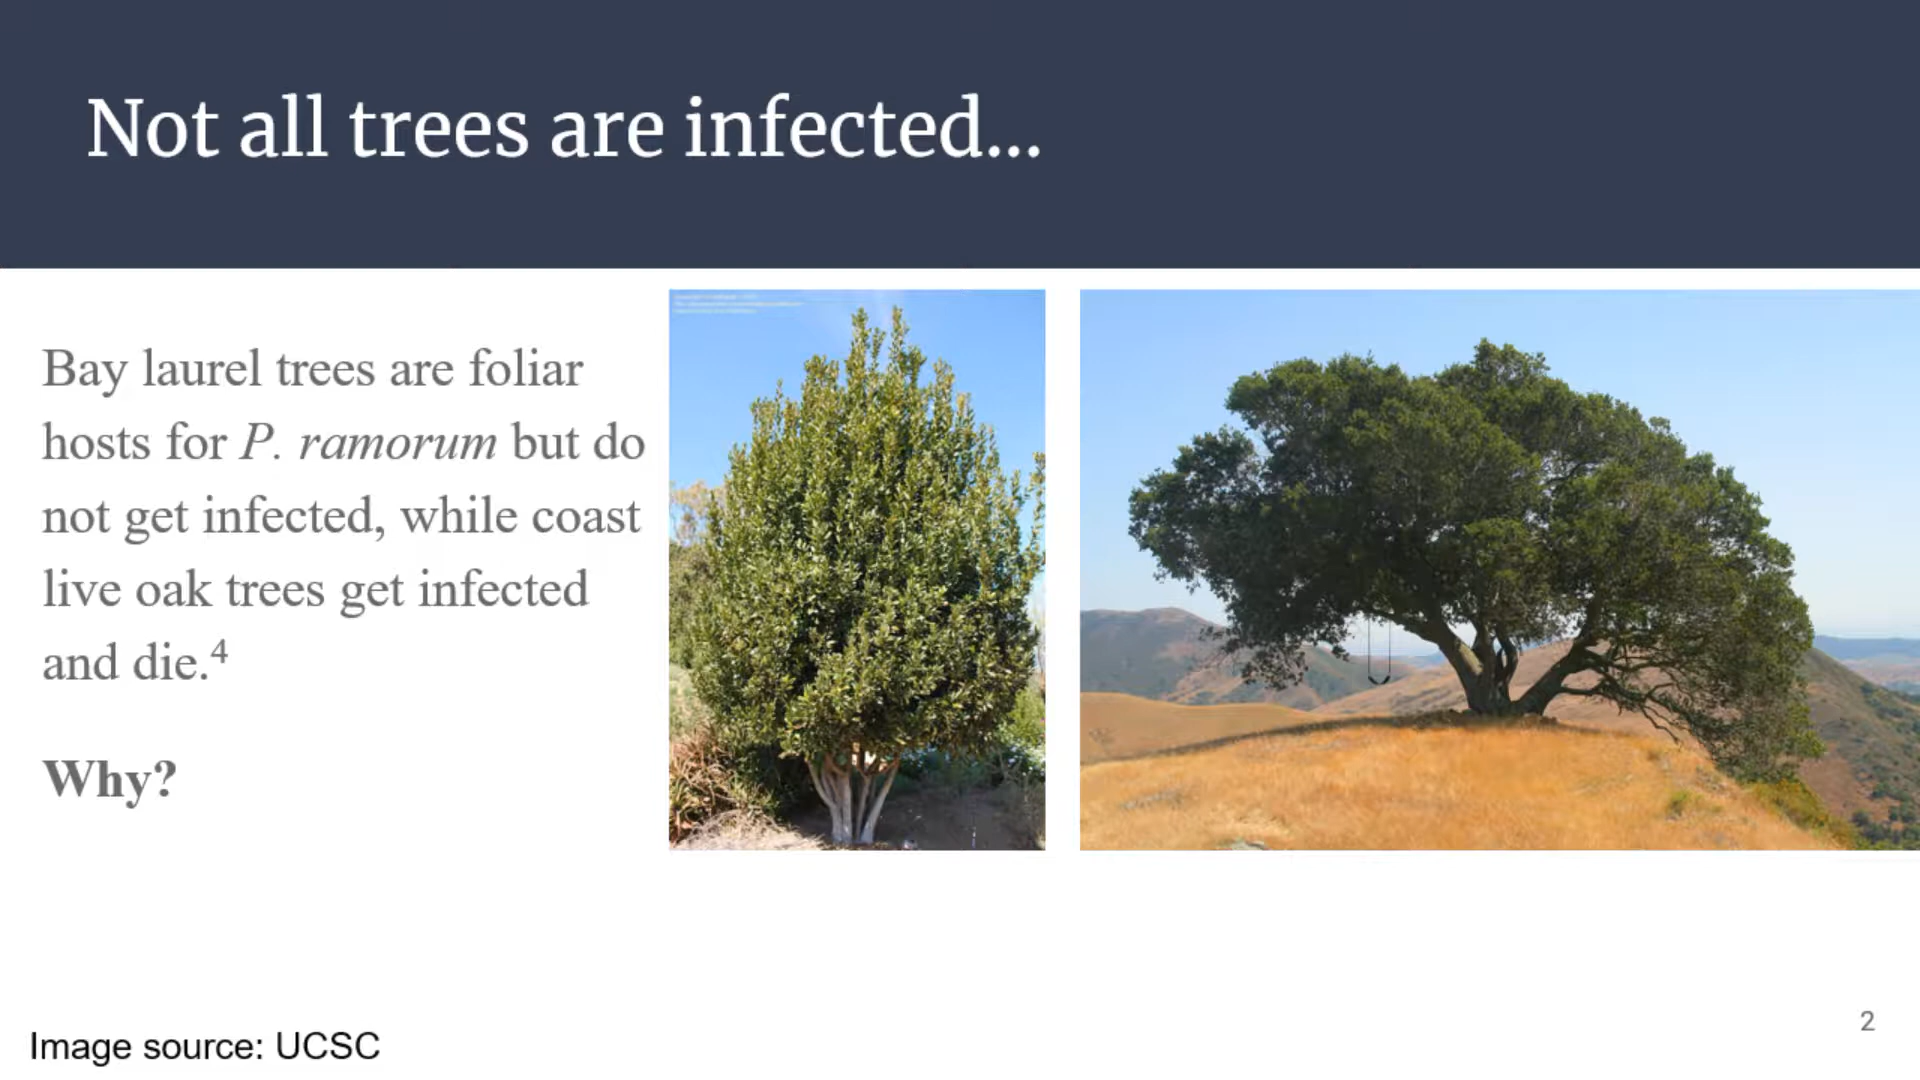 Not all trees are infected...
Bay laurel trees are foliar
hosts for P. ramorum but do
not get infected, while coast
live oak trees get infected
and die.⁴
Why?
Image source: UCSC
2